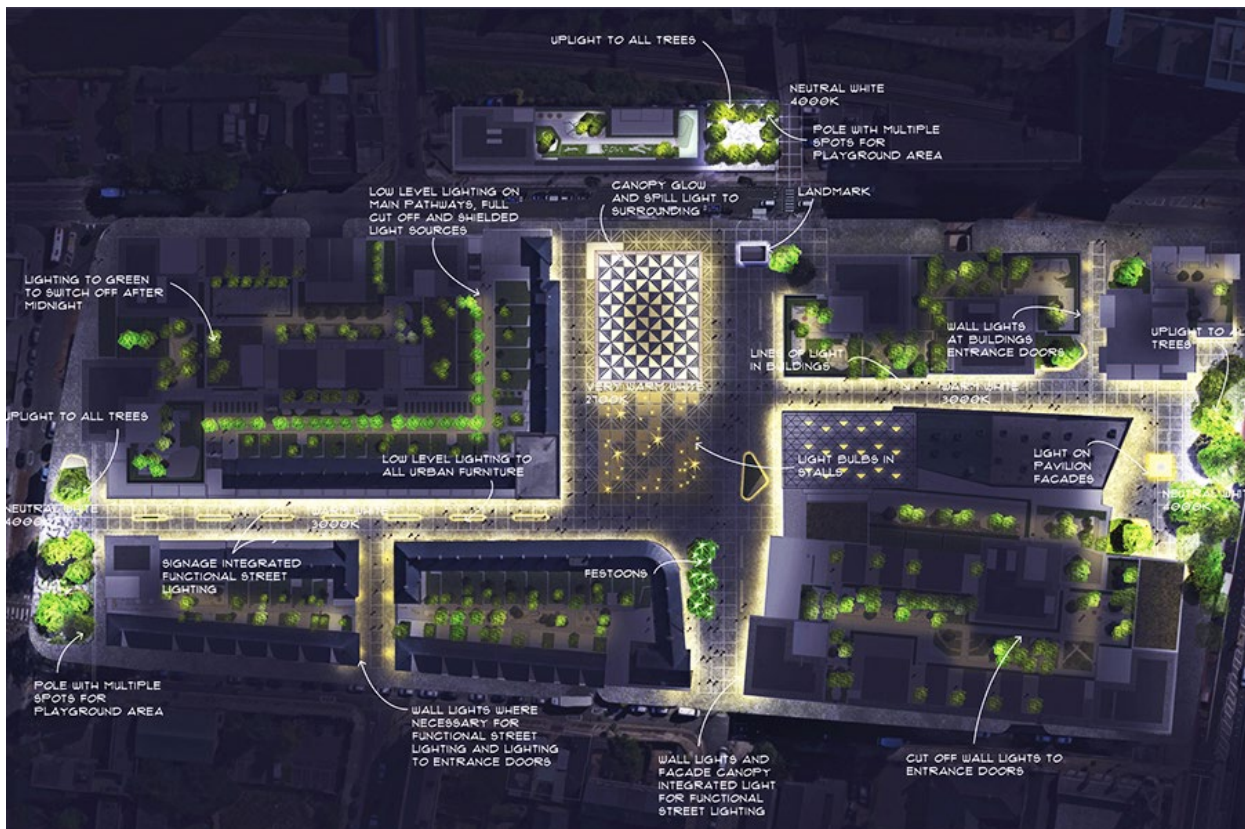 UPLIGHT TO ALL TREES
NEUTRAL WHITE
4000K
POLE WITH MULTIPLE
SPOTS FOR
PLAYGROUND AREA
LOW LEVEL LIGHTING ON
MAIN PATHWAYS, FULL
CUT OFF AND SHIELDED
LIGHT SOURCES
CANOPY GLOW
AND SPILL LIGHT TO
SURROUNDING
LANDMARK
LIGHTING TO GREEN
TO SWITCH OFF AFTER
MIDNIGHT
WALL LIGHTS
AT BUILDINGS
ENTRANCE DOORS
UPLIGHT TO ALL
TREES
LINES OF LIGHT
IN BUILDINGS
VERY WARM WHITE
2700K
WARM WHITE
3000K
UPLIGHT TO ALL TREES
LOW LEVEL LIGHTING TO
ALL URBAN FURNITURE
LIGHT BULBS IN
STALLS
LIGHT ON
PAVILION
FACADES
NEUTRAL WHITE
4000K
WARM WHITE
3000K
NEUTRAL WHITE
4000K
SIGNAGE INTEGRATED
FUNCTIONAL STREET
LIGHTING
FESTOONS
POLE WITH MULTIPLE
SPOTS FOR
PLAYGROUND AREA
WALL LIGHTS WHERE
NECESSARY FOR
FUNCTIONAL STREET
LIGHTING AND LIGHTING
TO ENTRANCE DOORS
WALL LIGHTS AND
FACADE CANOPY
INTEGRATED LIGHT
FOR FUNCTIONAL
STREET LIGHTING
CUT OFF WALL LIGHTS TO
ENTRANCE DOORS